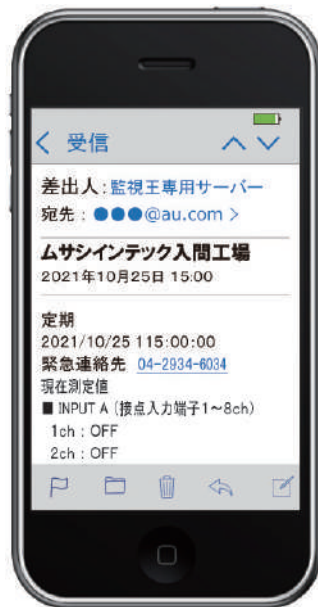 受信
差出人:監視王専用サーバー
宛先:●●●@au.com >
ムサシインテック入間工場
2021年10月25日 15:00
定期
2021/10/25 115:00:00
緊急連絡先 04-2934-6034
現在測定値
■ INPUT A (接点入力端子1~8ch)
1ch : OFF
2ch : OFF